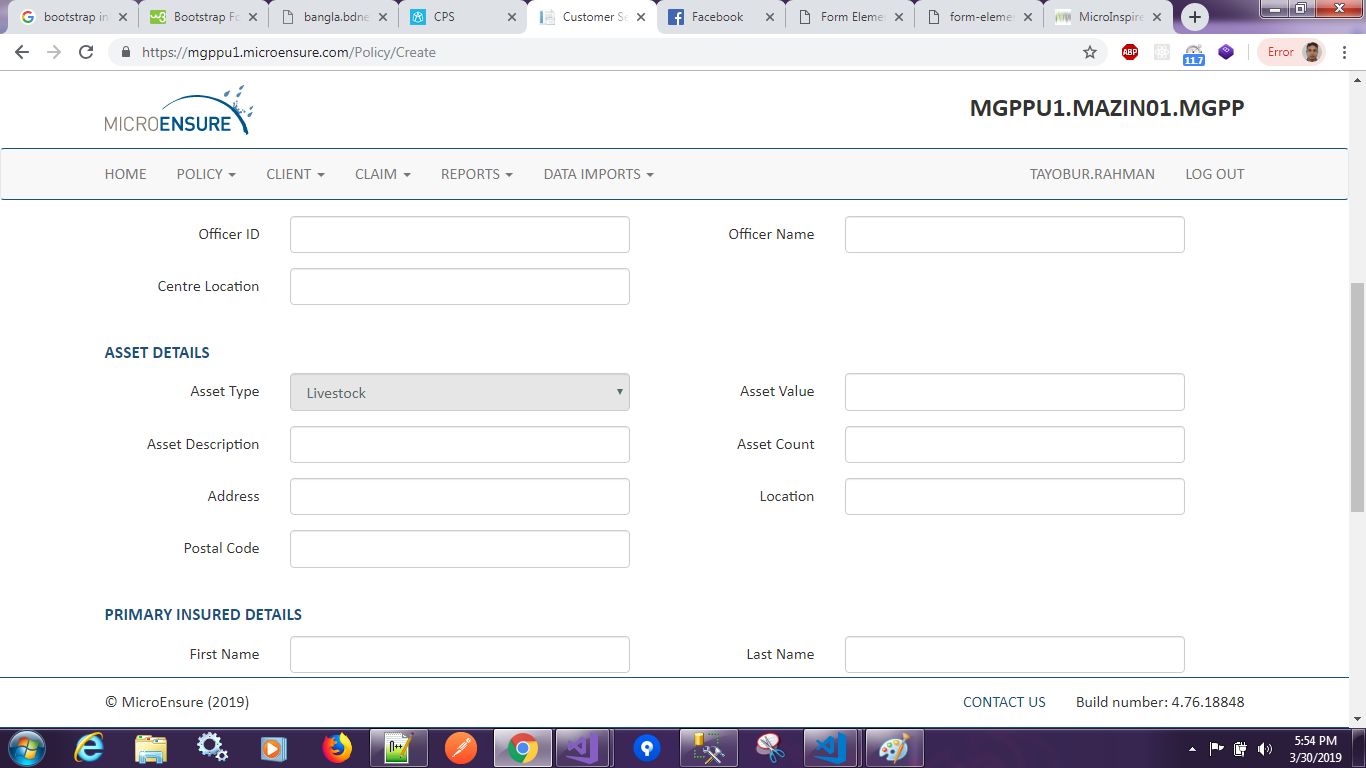 bootstrap in
Bootstrap Fo
bangla.bdne
CPS
Customer Se
Facebook
Form Eleme
form-eleme
MicroInspire
https://mgppu1.microensure.com/Policy/Create
ABP
11.7
Error
MICROENSURE
MGPPU1.MAZIN01.MGPP
HOME
POLICY
CLIENT
CLAIM
REPORTS
DATA IMPORTS
TAYOBUR.RAHMAN
LOG OUT
Officer ID
Officer Name
Centre Location
ASSET DETAILS
Asset Type
Livestock
Asset Value
Asset Description
Asset Count
Address
Location
Postal Code
PRIMARY INSURED DETAILS
First Name
Last Name
© MicroEnsure (2019)
CONTACT US
Build number: 4.76.18848
5:54 PM
3/30/2019